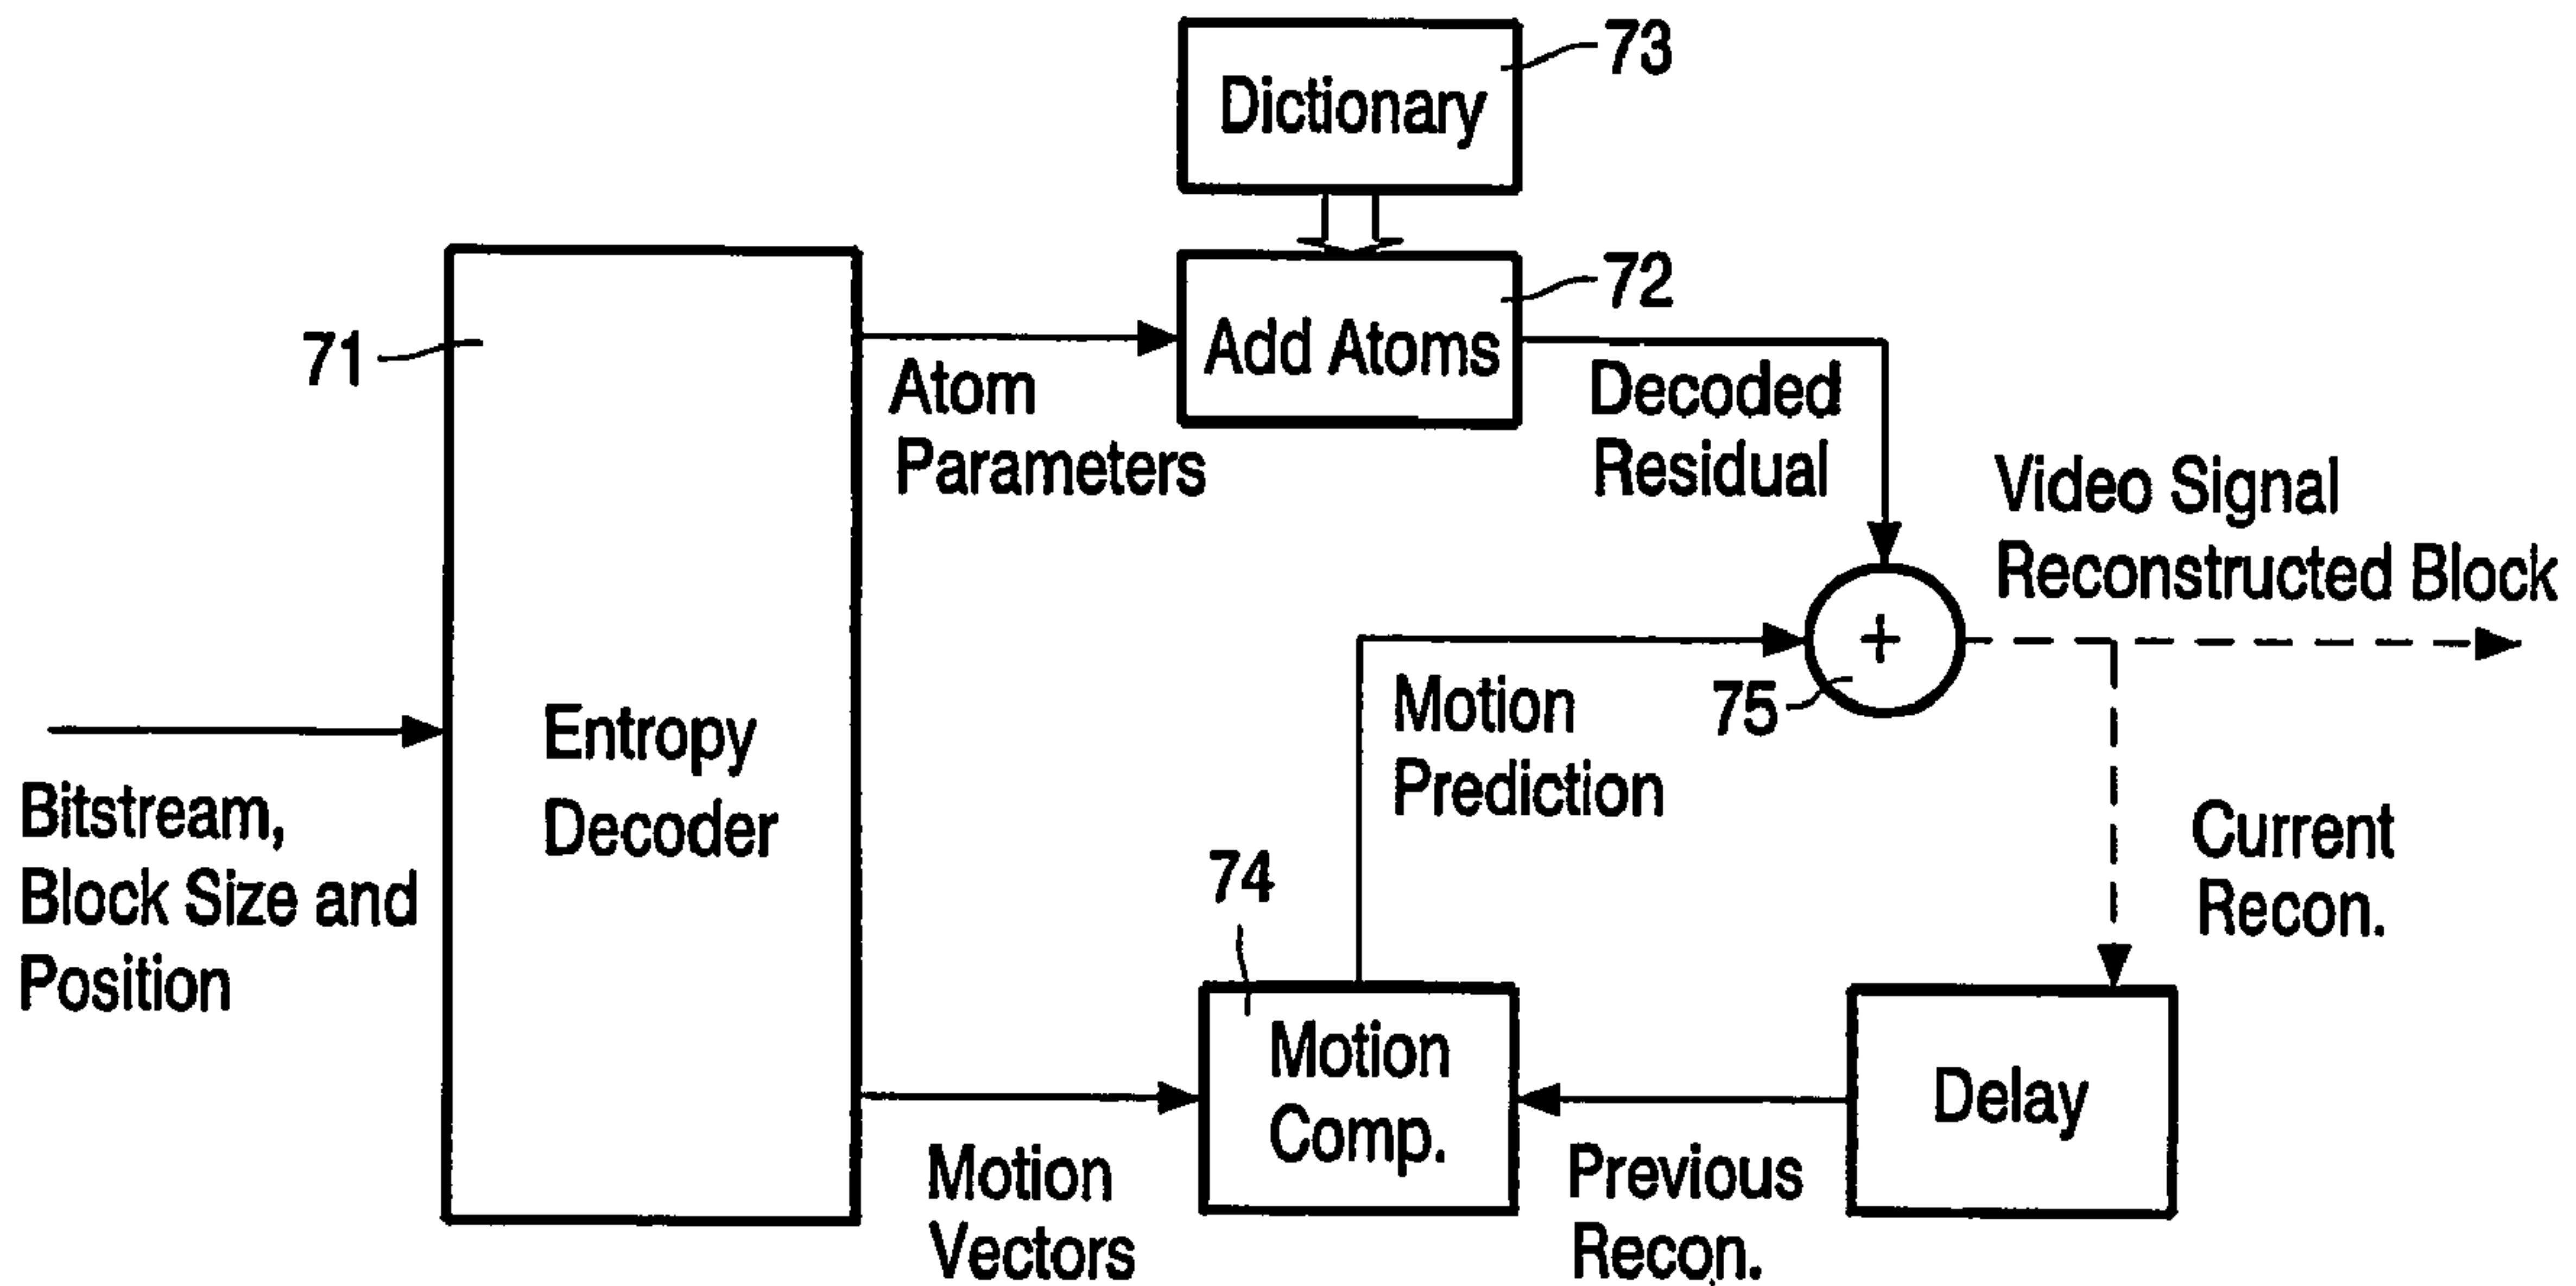 73
Dictionary
72
Add Atoms
71
Atom
Parameters
Decoded
Residual
Video Signal
Reconstructed Block
+
75
Entropy
Decoder
Motion
Prediction
Bitstream,
Block Size and
Position
74
Current
Recon.
Motion
Comp.
Delay
Motion
Vectors
Previous
Recon.